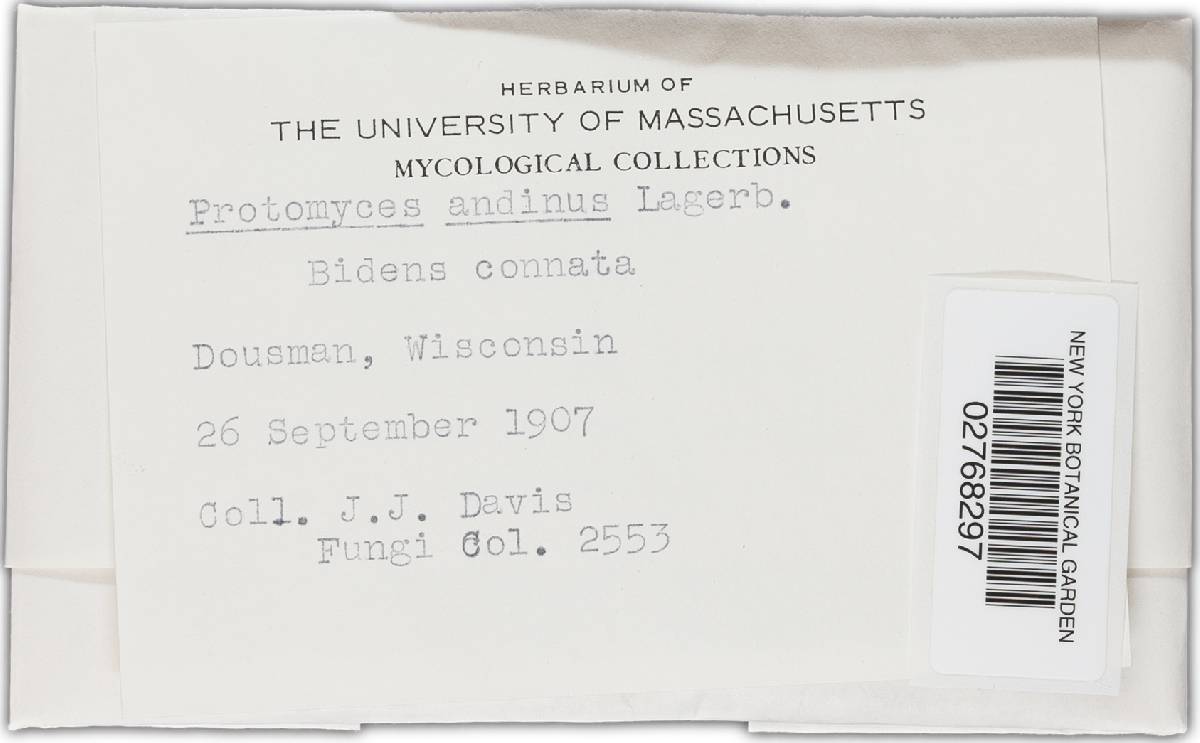 HERBARIUM OF
THE UNIVERSITY OF MASSACHUSETTS
MYCOLOGICAL COLLECTIONS
Protomyces andinus Lagerb.
Bidens connata
Dousman, Wisconsin
26 September 1907
Coll. J.J. Davis
Fungi Col. 2553
NEW YORK BOTANICAL GARDEN
02768297